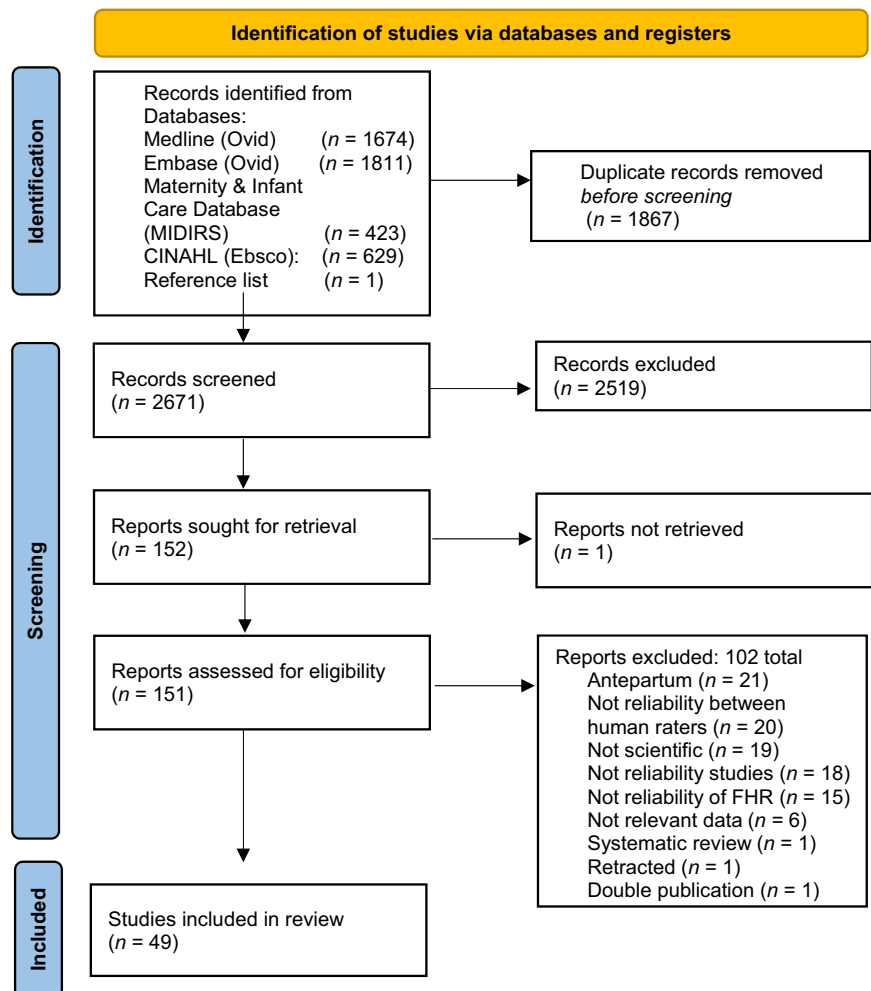 Identification of studies via databases and registers
Identification
Records identified from
Databases:
Medline (Ovid) (n = 1674)
Embase (Ovid) (n = 1811)
Maternity & Infant
Care Database
(MIDIRS) (n = 423)
CINAHL (Ebsco): (n = 629)
Reference list (n = 1)
Duplicate records removed
before screening
(n = 1867)
Screening
Records screened
(n = 2671)
Records excluded
(n = 2519)
Reports sought for retrieval
(n = 152)
Reports not retrieved
(n = 1)
Reports assessed for eligibility
(n = 151)
Reports excluded: 102 total
Antepartum (n = 21)
Not reliability between
human raters (n = 20)
Not scientific (n = 19)
Not reliability studies (n = 18)
Not reliability of FHR (n = 15)
Not relevant data (n = 6)
Systematic review (n = 1)
Retracted (n = 1)
Double publication (n = 1)
Included
Studies included in review
(n = 49)